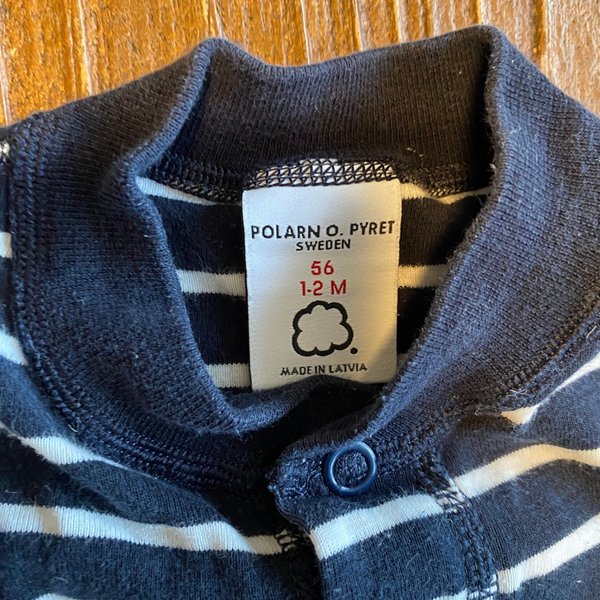 POLARN O. PYRET
SWEDEN
56
1-2 M
MADE IN LATVIA